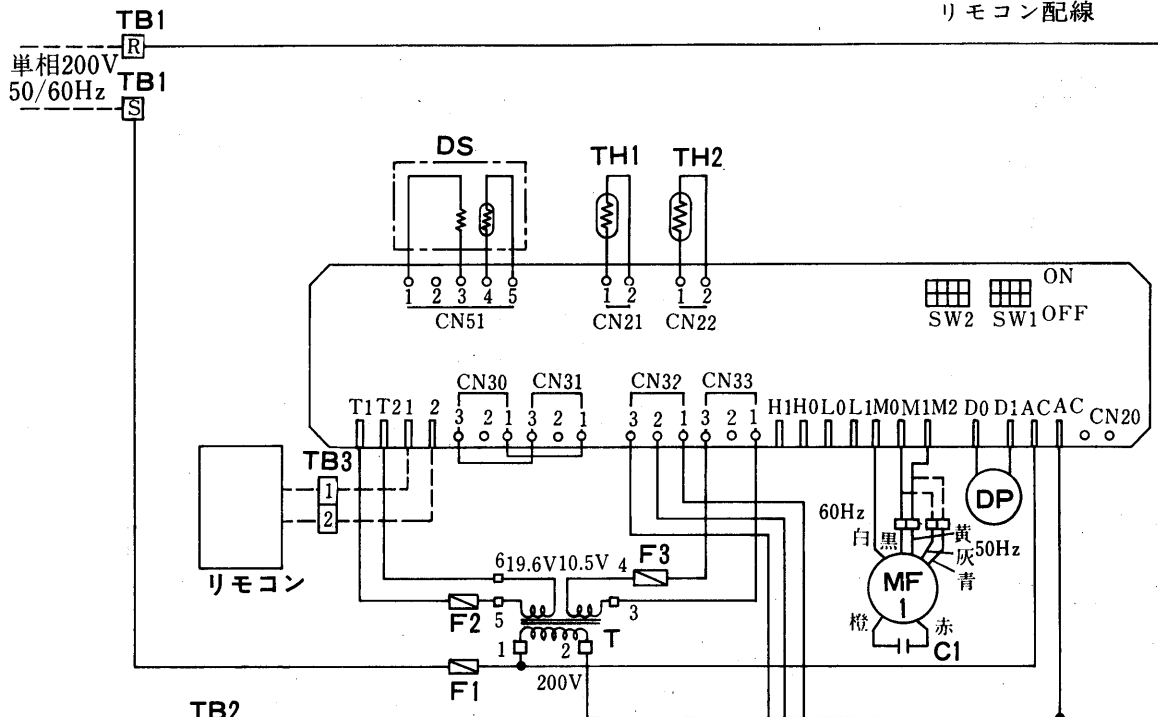 リモコン配線
TB1
R
単相200V
50/60Hz
TB1
S
DS
TH1
TH2
1 2 3 4 5
CN51
1 2
CN21
1 2
CN22
SW2
SW1
ON
OFF
CN30
CN31
CN32
CN33
T1 T2 1 2
3 2 1 3 2 1
3 2 1 3 2 1
H1 H0 L0 L1 M0 M1 M2 D0 D1 AC AC
CN20
TB3
1
2
リモコン
60Hz
白 黒
黄
灰 50Hz
青
DP
MF
1
橙
赤
C1
6 19.6V 10.5V 4
F3
F2
5
3
T
1
2
200V
F1
TB2